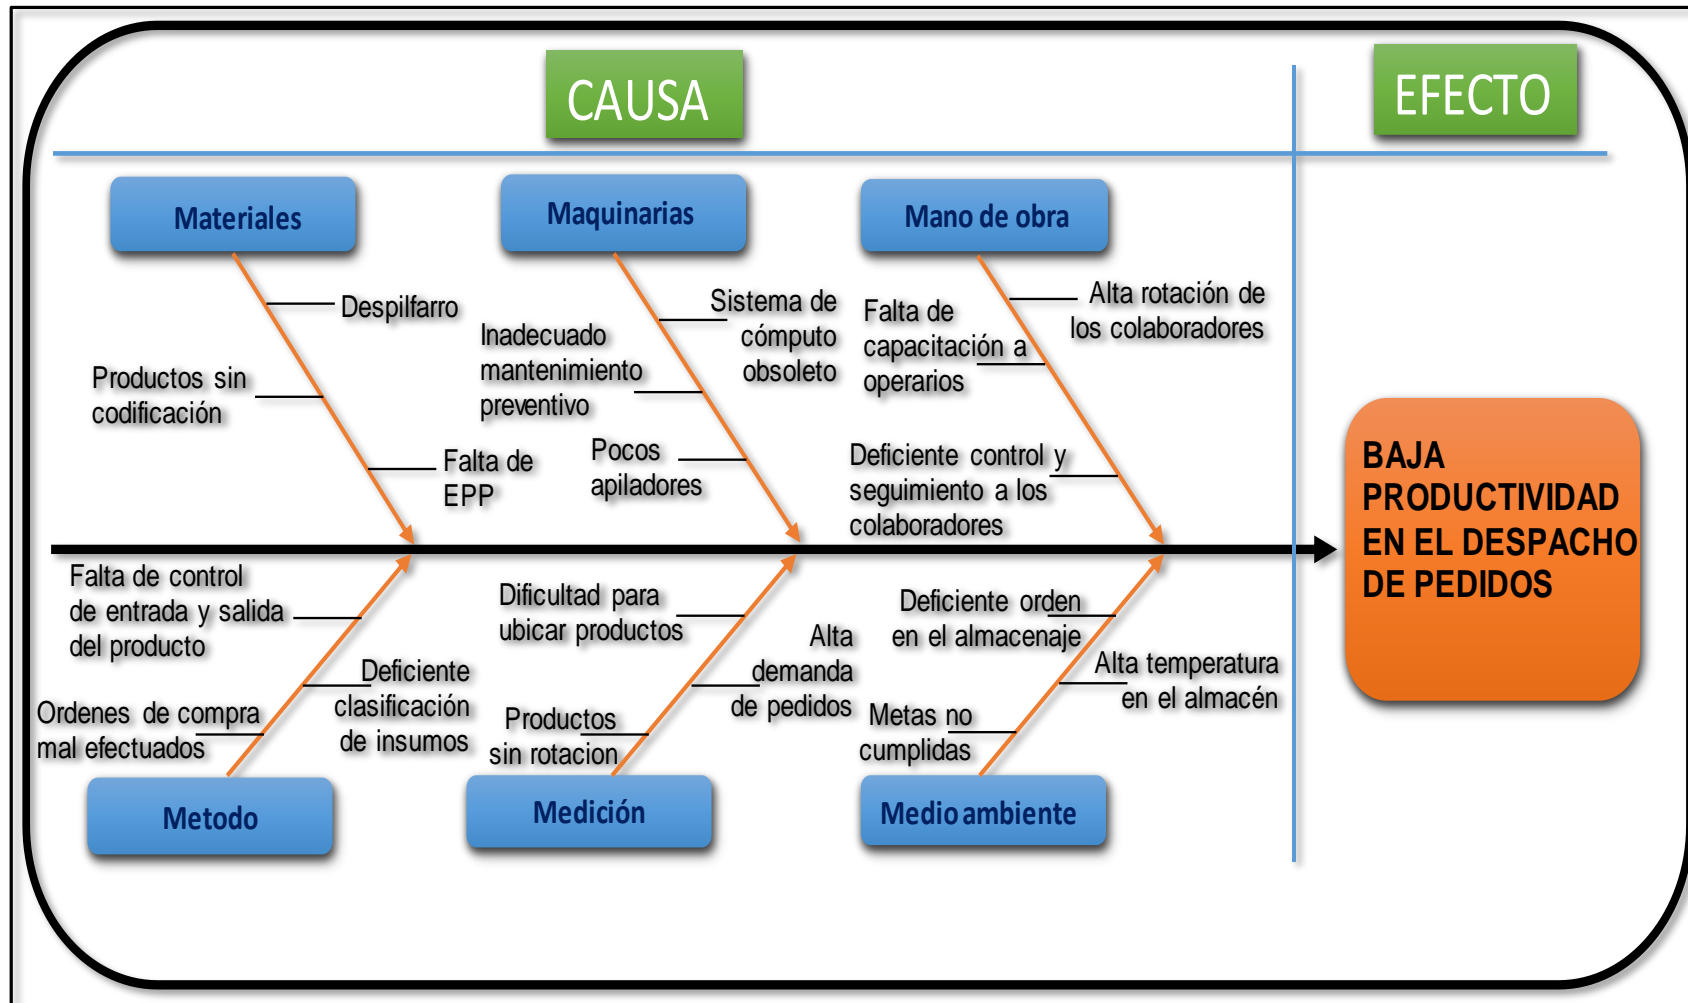 CAUSA
EFECTO
Materiales
Maquinarias
Mano de obra
Despilfarro
Productos sin
codificación
Falta de
EPP
Sistema de
cómputo
obsoleto
Inadecuado
mantenimiento
preventivo
Pocos
apiladores
Alta rotación de
los colaboradores
Falta de
capacitación a
operarios
Deficiente control y
seguimiento a los
colaboradores
BAJA
PRODUCTIVIDAD
EN EL DESPACHO
DE PEDIDOS
Falta de control
de entrada y salida
del producto
Deficiente
clasificación
de insumos
Ordenes de compra
mal efectuados
Dificultad para
ubicar productos
Alta
demanda
de pedidos
Productos
sin rotacion
Deficiente orden
en el almacenaje
Alta temperatura
en el almacén
Metas no
cumplidas
Metodo
Medición
Medio ambiente